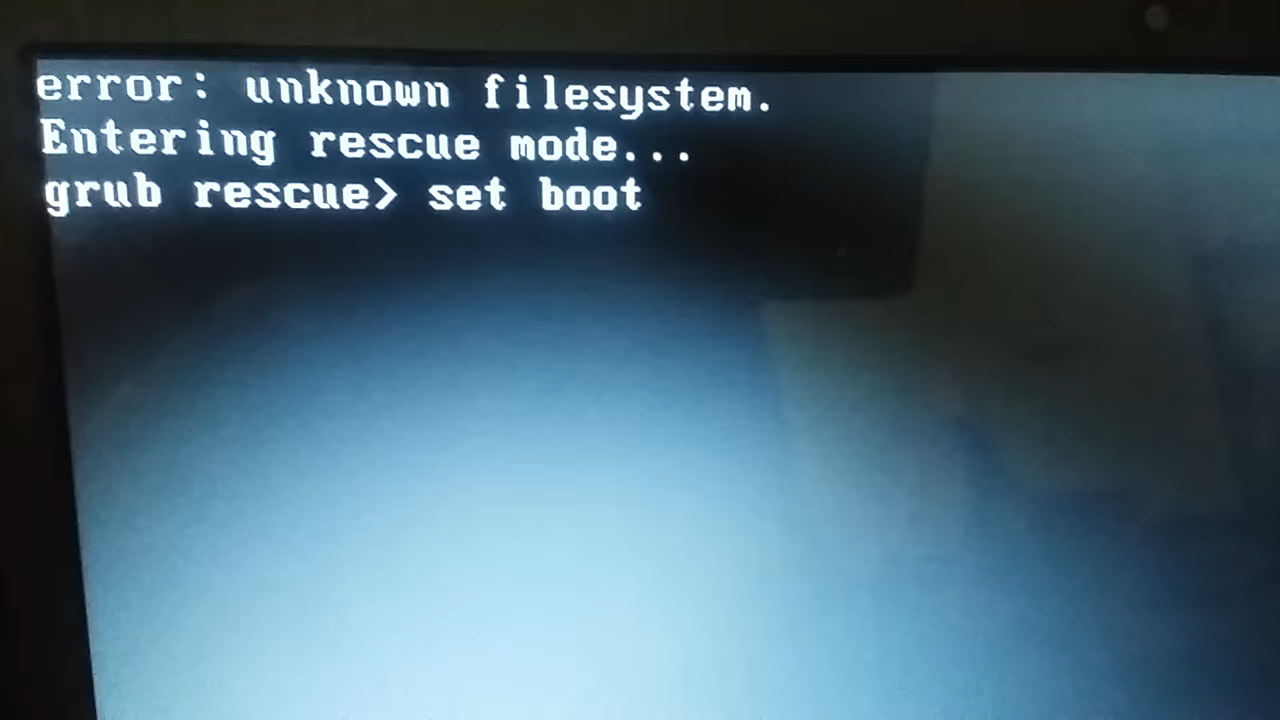 error: unknown filesystem.
Entering rescue mode...
grub rescue> set boot